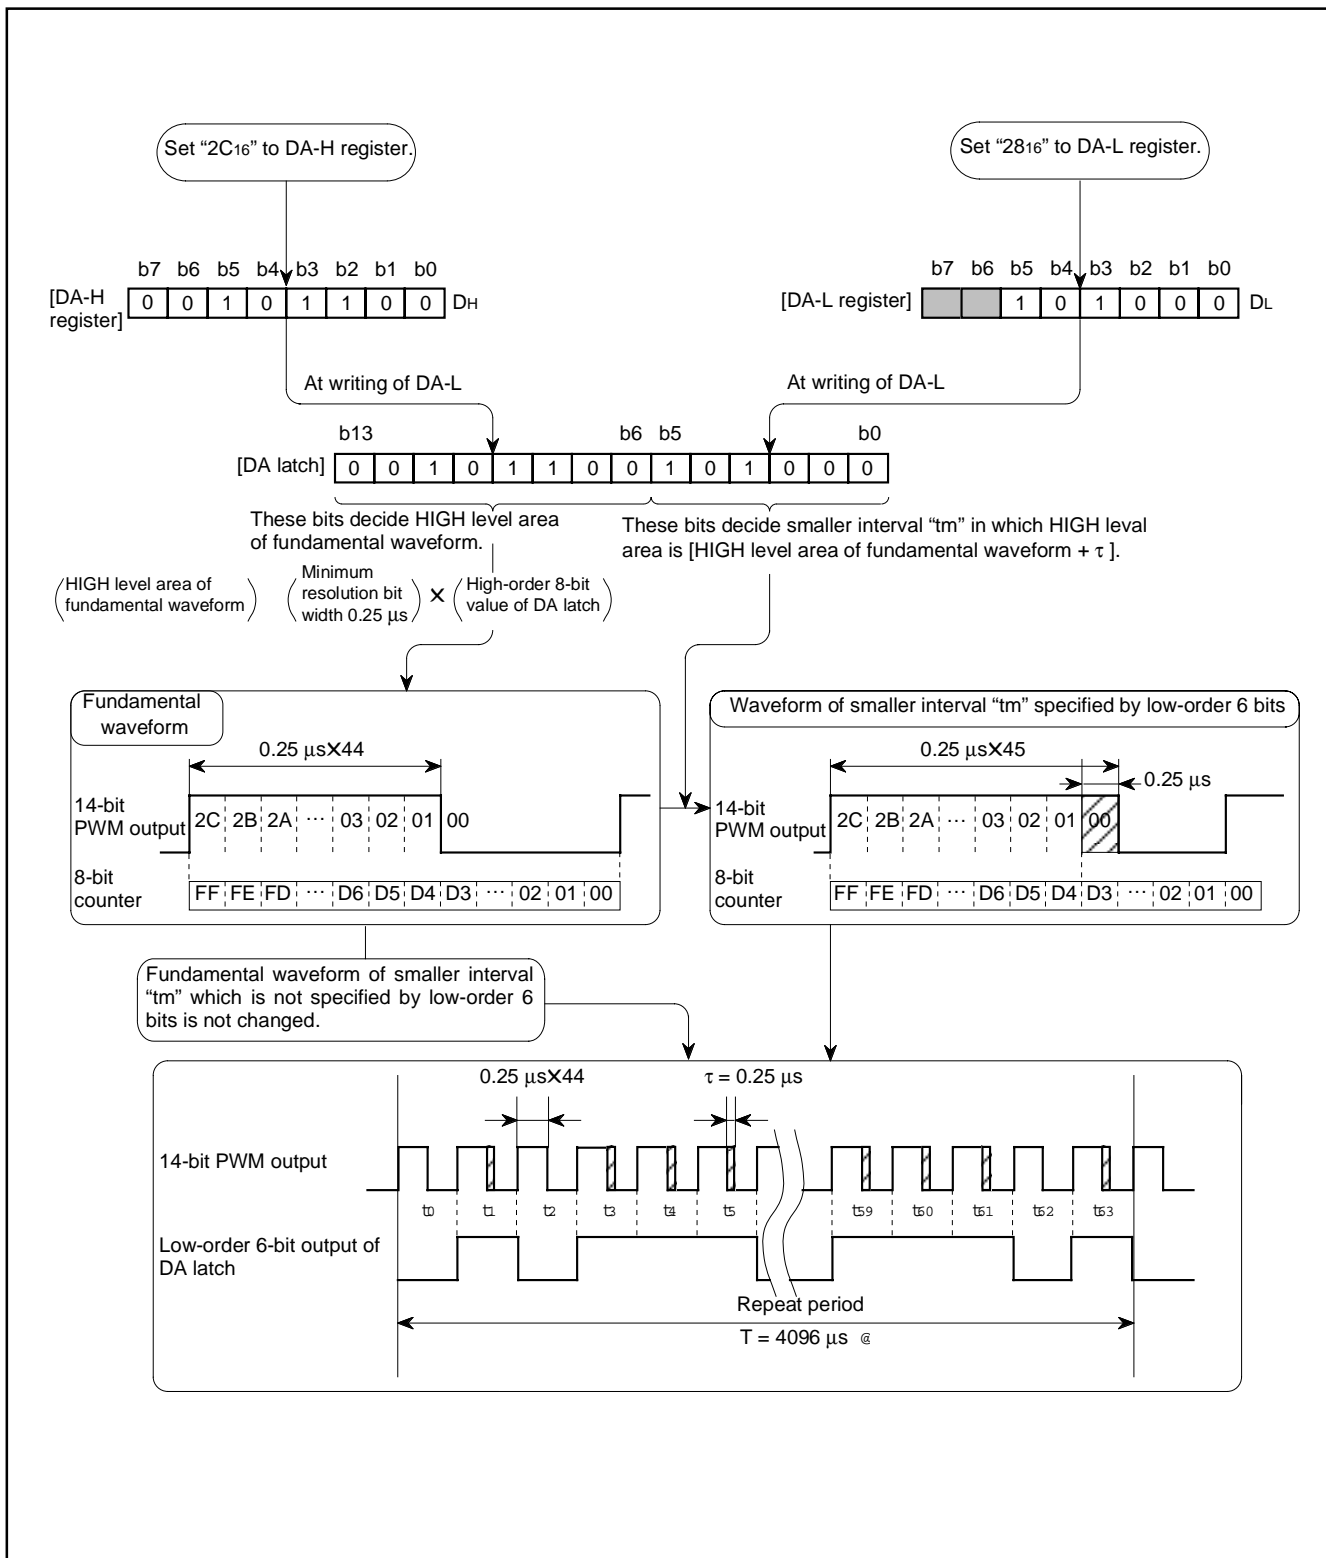 Set “2C16” to DA-H register.
Set “2816” to DA-L register.
b7 b6 b5 b4 b3 b2 b1 b0
b7 b6 b5 b4 b3 b2 b1 b0
[DA-H
register]
0 0 1 0 1 1 0 0
DH
[DA-L register]
1 0 1 0 0 0
DL
At writing of DA-L
At writing of DA-L
b13 b6 b5 b0
[DA latch]
0 0 1 0 1 1 0 0 1 0 1 0 0 0
These bits decide HIGH level area
of fundamental waveform.
These bits decide smaller interval “tm” in which HIGH leval
area is [HIGH level area of fundamental waveform + τ ].
HIGH level area of
fundamental waveform
Minimum
resolution bit
width 0.25 μs
×
High-order 8-bit
value of DA latch
Fundamental
waveform
0.25 μs×44
14-bit
PWM output
2C 2B 2A ··· 03 02 01 00
8-bit
counter
FF FE FD ··· D6 D5 D4 D3 ··· 02 01 00
Waveform of smaller interval “tm” specified by low-order 6 bits
0.25 μs×45
0.25 μs
14-bit
PWM output
2C 2B 2A ··· 03 02 01 00
8-bit
counter
FF FE FD ··· D6 D5 D4 D3 ··· 02 01 00
Fundamental waveform of smaller interval
“tm” which is not specified by low-order 6
bits is not changed.
0.25 μs×44
τ = 0.25 μs
14-bit PWM output
t0 t1 t2 t3 t4 t5 t59 t60 t61 t62 t63
Low-order 6-bit output of
DA latch
Repeat period
T = 4096 μs @